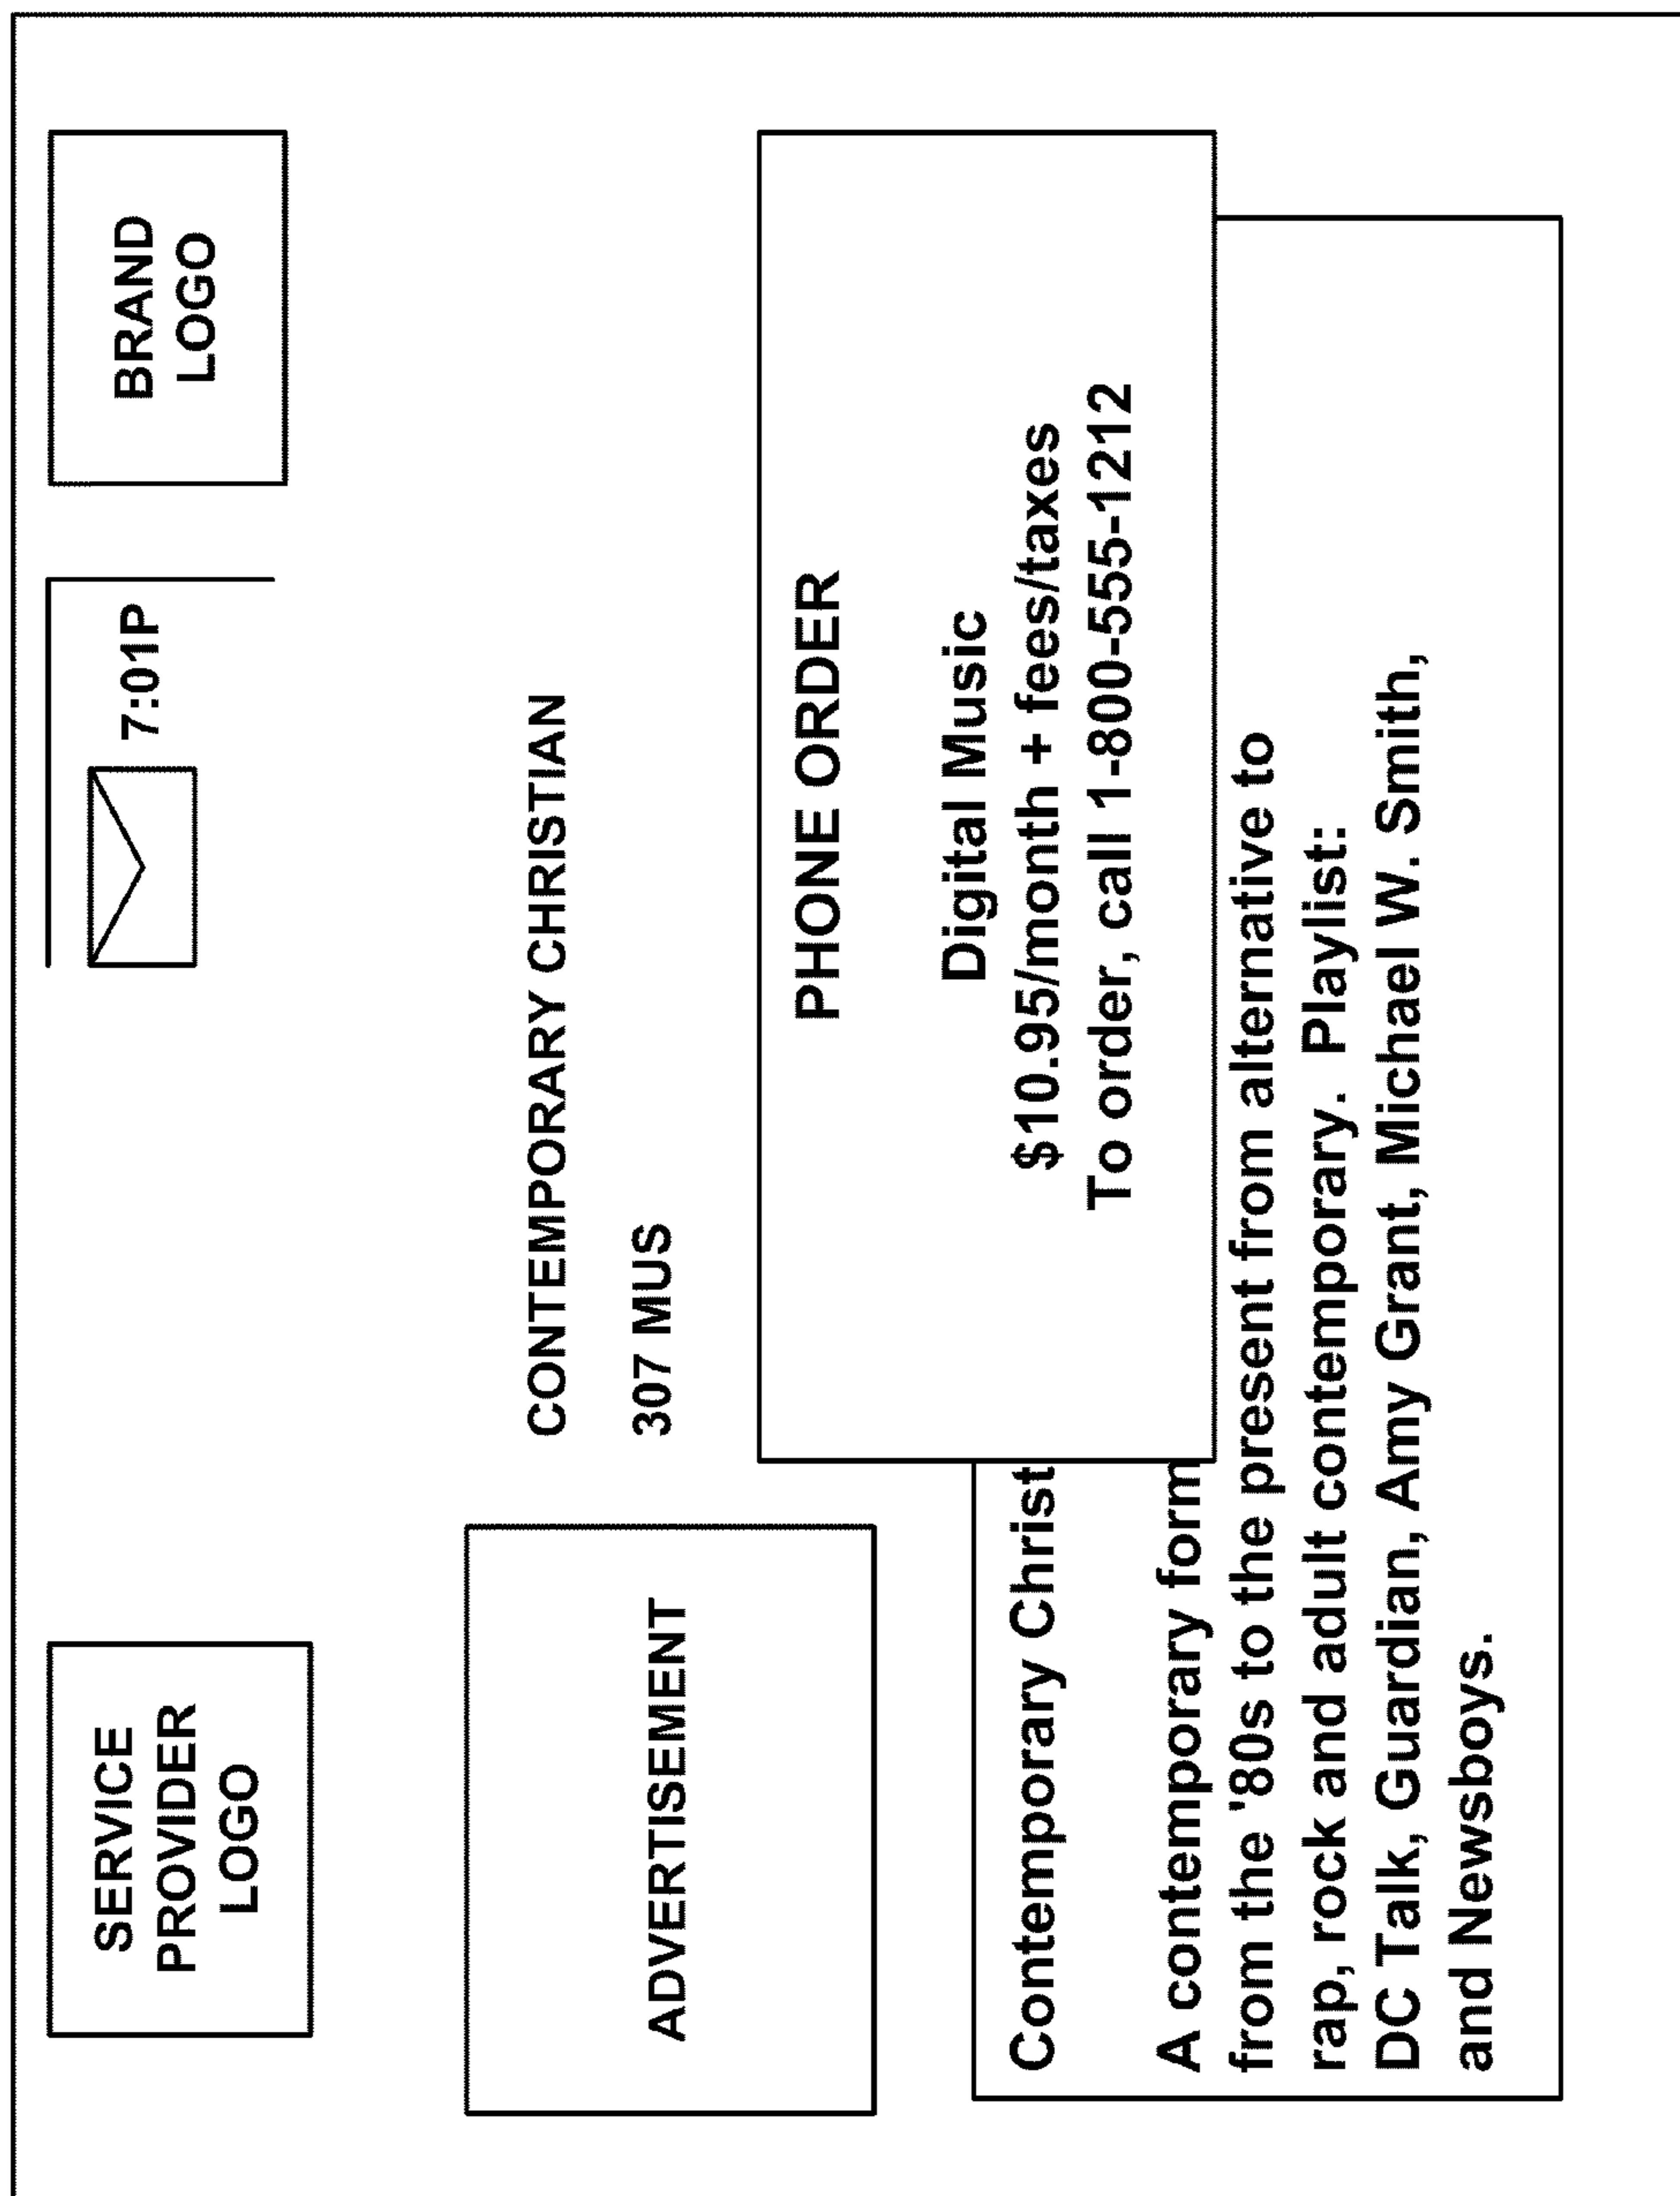 SERVICE
PROVIDER
LOGO
7:01P
BRAND
LOGO
CONTEMPORARY CHRISTIAN
307 MUS
ADVERTISEMENT
PHONE ORDER
Digital Music
$10.95/month + fees/taxes
To order, call 1-800-555-1212
Contemporary Christ
A contemporary form
from the '80s to the present from alternative to
rap, rock and adult contemporary.  Playlist:
DC Talk, Guardian, Amy Grant, Michael W. Smith,
and Newsboys.